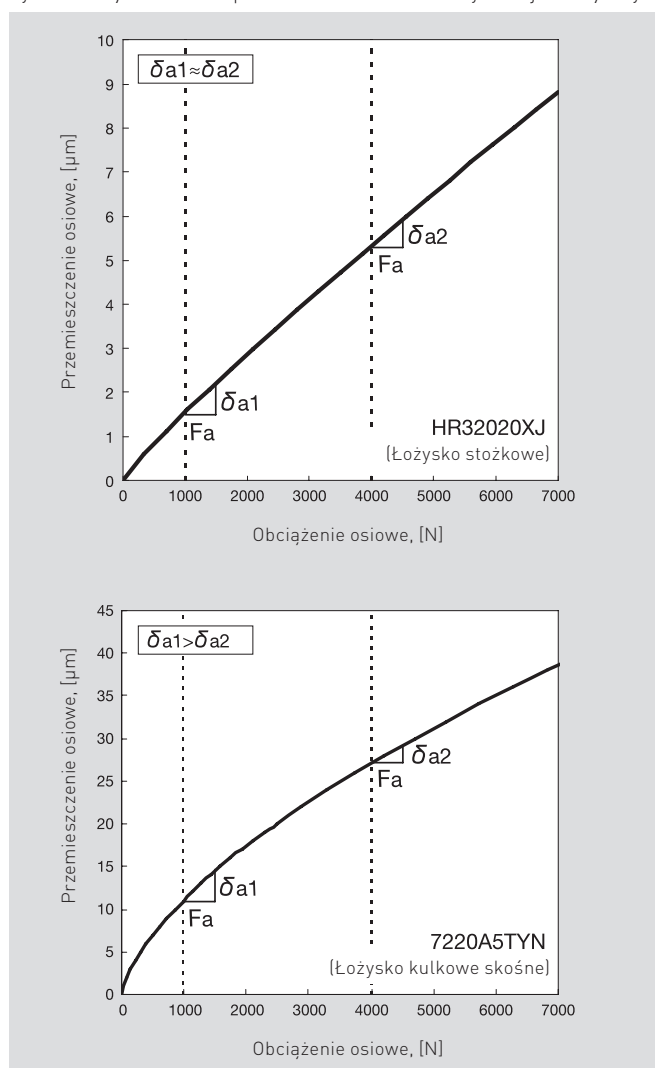 δa1≈δa2
10
9
8
7
6
5
4
3
2
1
0
Przemieszczenie osiowe, [µm]
δa2
Fa
δa1
Fa
HR32020XJ
(Łożysko stożkowe)
0 1000 2000 3000 4000 5000 6000 7000
Obciążenie osiowe, [N]
δa1>δa2
45
40
35
30
25
20
15
10
5
0
Przemieszczenie osiowe, [µm]
δa2
Fa
δa1
Fa
7220A5TYN
(Łożysko kulkowe skośne)
0 1000 2000 3000 4000 5000 6000 7000
Obciążenie osiowe, [N]